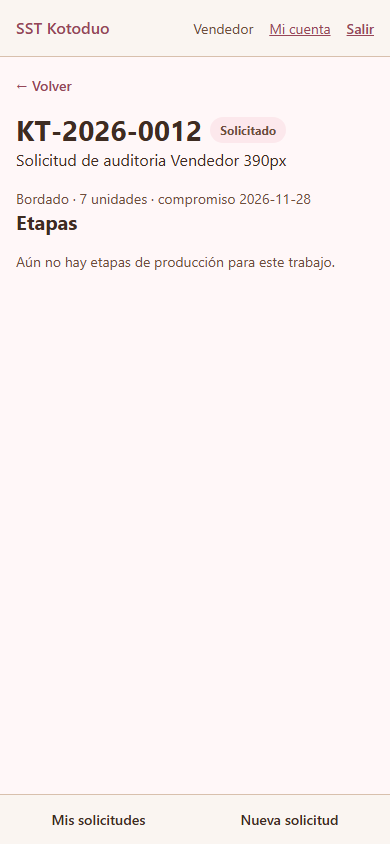 SST Kotoduo Vendedor Mi cuenta Salir
← Volver
KT-2026-0012 Solicitado
Solicitud de auditoria Vendedor 390px
Bordado · 7 unidades · compromiso 2026-11-28
Etapas
Aún no hay etapas de producción para este trabajo.
Mis solicitudes Nueva solicitud